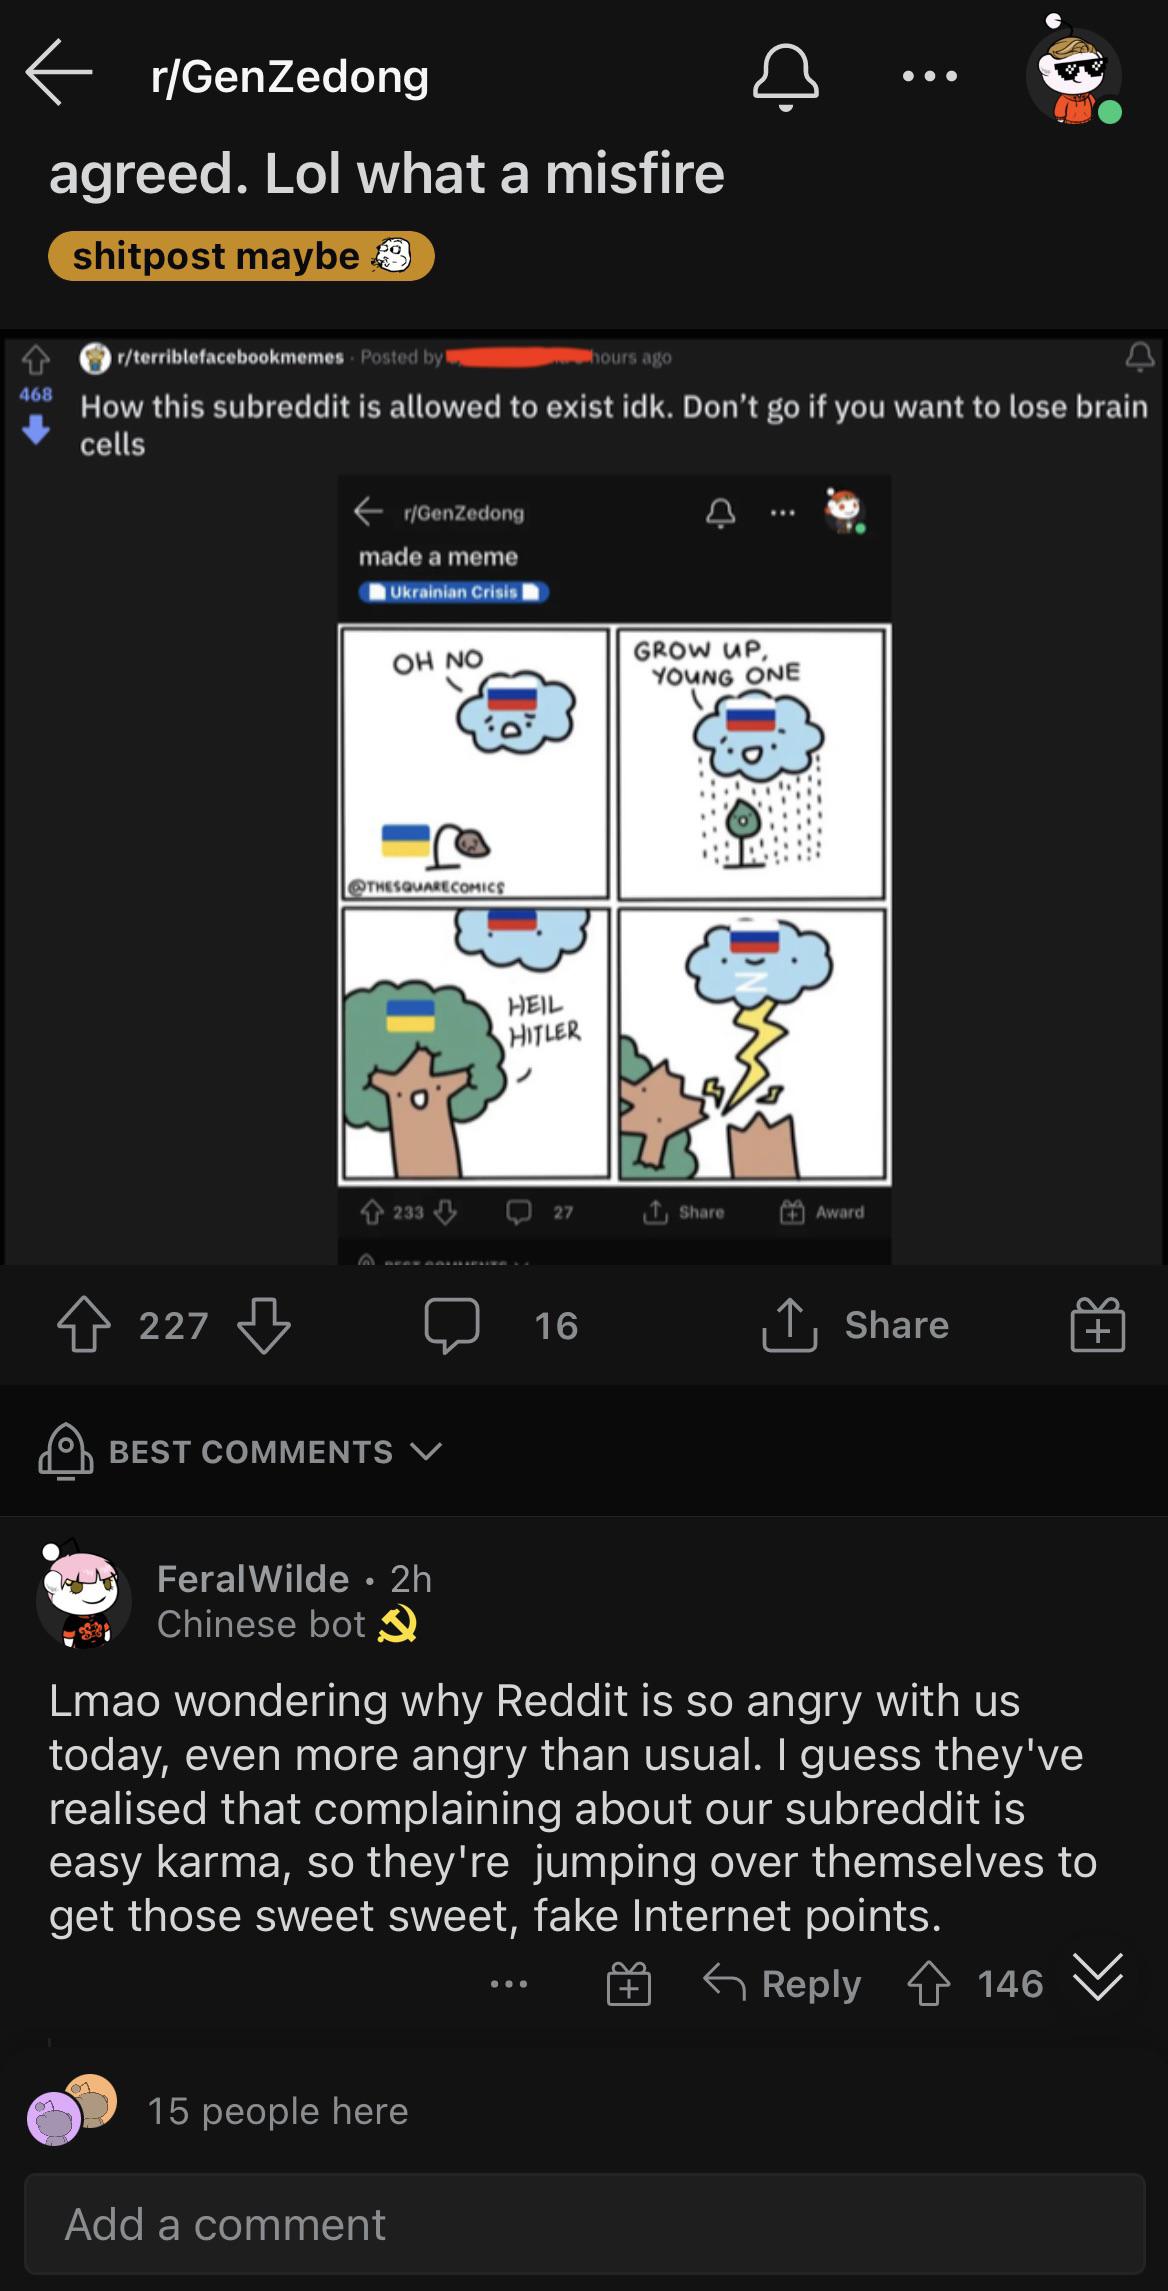 r/GenZedong
agreed. Lol what a misfire
shitpost maybe
r/terriblefacebookmemes · Posted by hours ago
468
How this subreddit is allowed to exist idk. Don't go if you want to lose brain
cells
r/GenZedong
made a meme
Ukrainian Crisis
OH NO
@THESQUARECOMICS
GROW UP,
YOUNG ONE
HEIL
HITLER
Z
233
27
Share
Award
BEST COMMENTS
227
16
Share
BEST COMMENTS
FeralWilde • 2h
Chinese bot
Lmao wondering why Reddit is so angry with us
today, even more angry than usual. I guess they've
realised that complaining about our subreddit is
easy karma, so they're jumping over themselves to
get those sweet sweet, fake Internet points.
Reply
146
15 people here
Add a comment